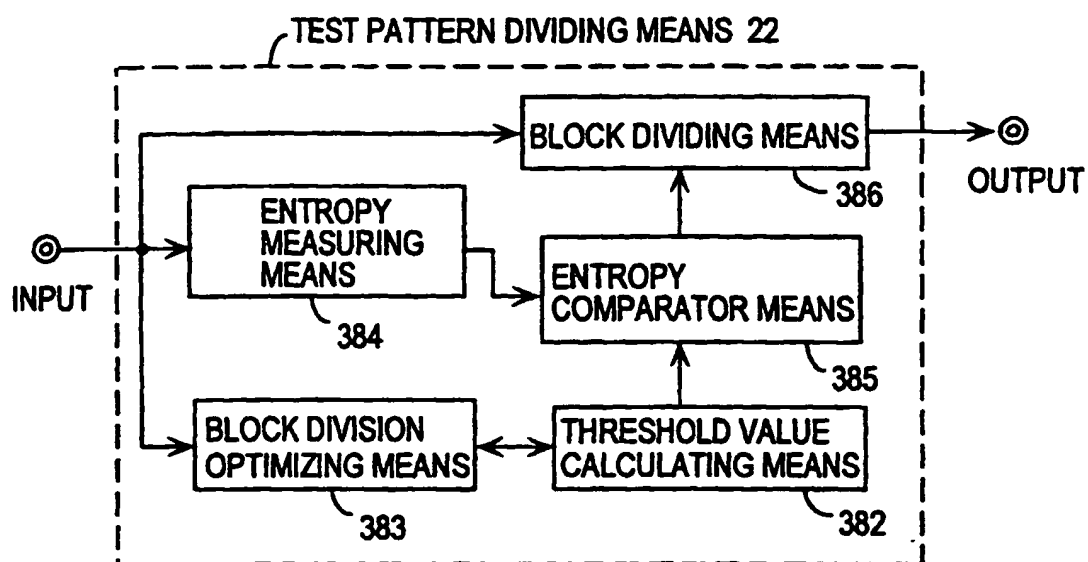 TEST PATTERN DIVIDING MEANS 22
BLOCK DIVIDING MEANS
386
OUTPUT
ENTROPY
MEASURING
MEANS
384
INPUT
ENTROPY
COMPARATOR MEANS
385
BLOCK DIVISION
OPTIMIZING MEANS
383
THRESHOLD VALUE
CALCULATING MEANS
382